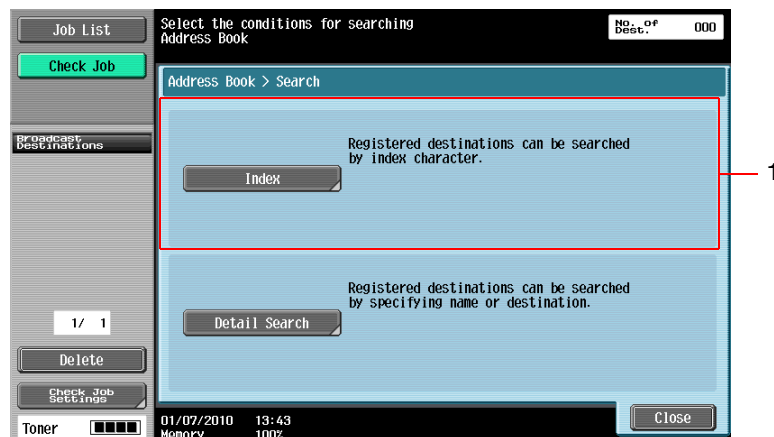 Job List
Check Job
Broadcast
Destinations
1/ 1
Delete
Check Job
Settings
Toner
Select the conditions for searching
Address Book
No. of
Dest. 000
Address Book > Search
Registered destinations can be searched
by index character.
Index
Registered destinations can be searched
by specifying name or destination.
Detail Search
Close
01/07/2010 13:43
Memory 100%
1